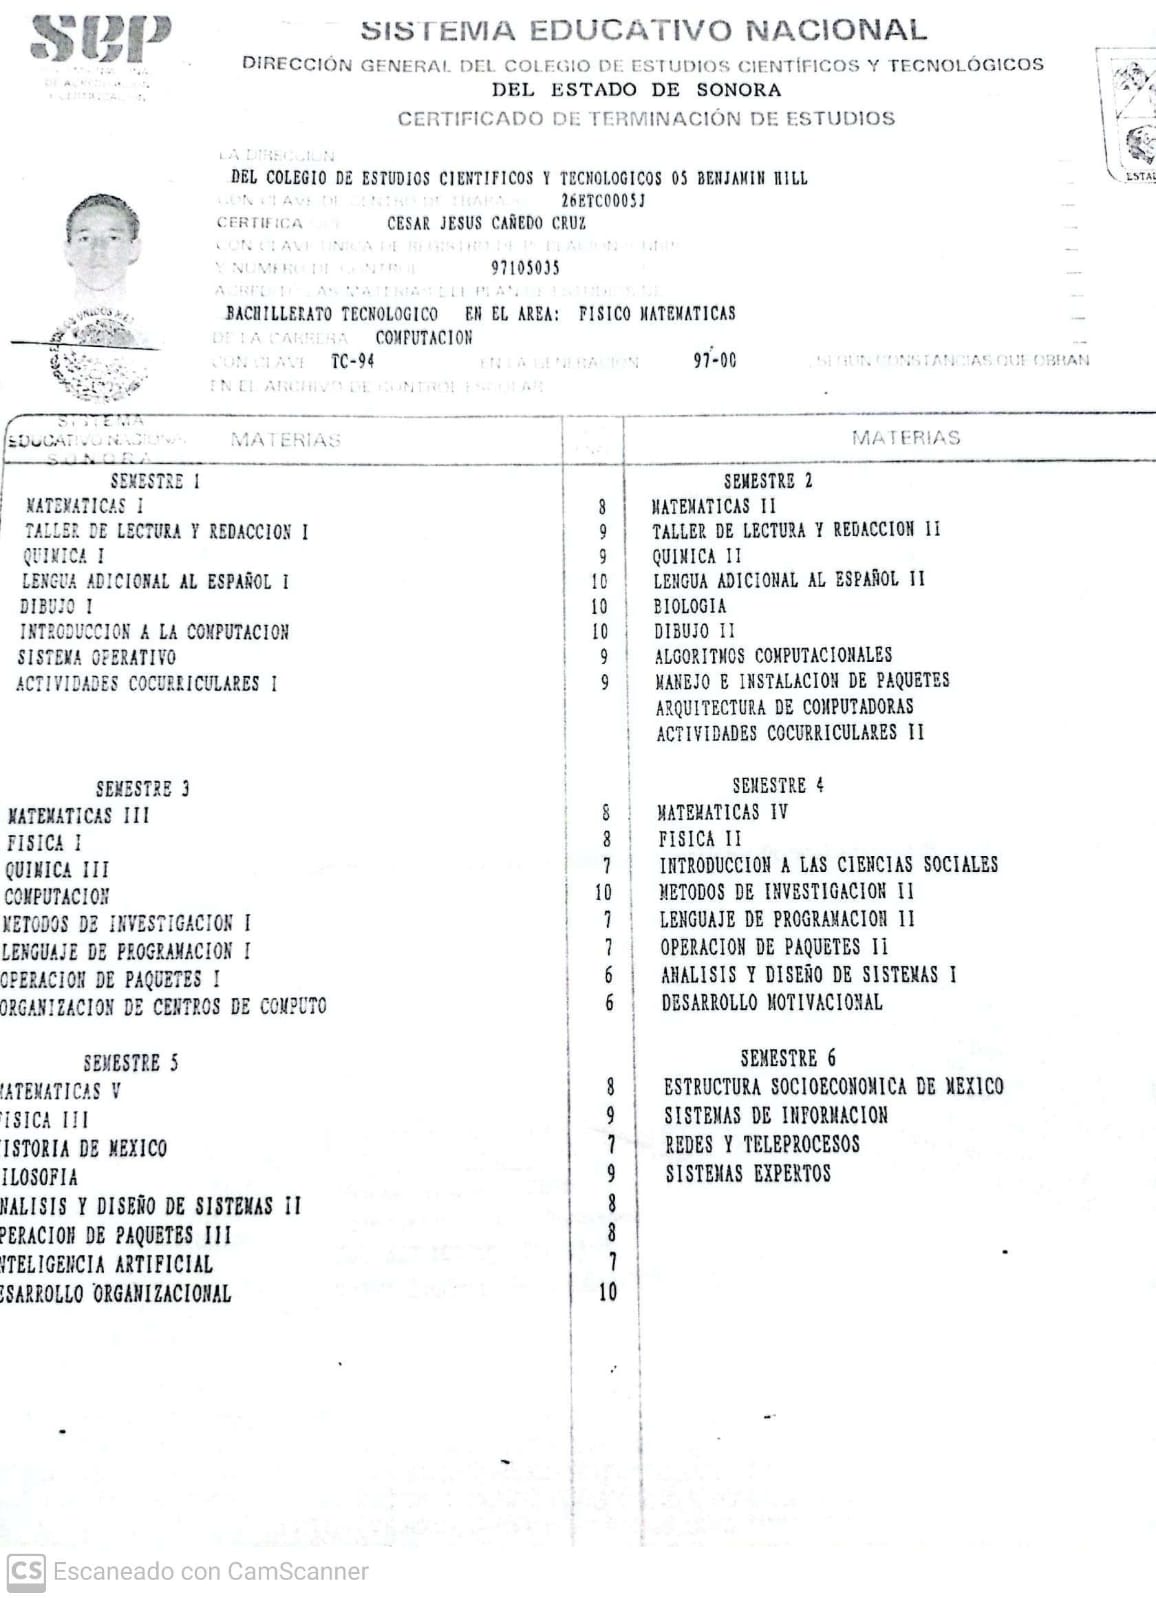 SEP
SISTEMA EDUCATIVO NACIONAL
DIRECCIÓN GENERAL DEL COLEGIO DE ESTUDIOS CIENTÍFICOS Y TECNOLÓGICOS
DEL ESTADO DE SONORA
CERTIFICADO DE TERMINACIÓN DE ESTUDIOS
LA DIRECCION
DEL COLEGIO DE ESTUDIOS CIENTIFICOS Y TECNOLOGICOS 05 BENJAMIN HILL
CON CLAVE DE CENTRO DE TRABAJO 26ETC0005J
CERTIFICA CESAR JESUS CAÑEDO CRUZ
CON CLAVE UNICA DE REGISTRO DE POBLACION
Y NUMERO DE CONTROL 97105035
ACREDITO LAS MATERIAS DEL PLAN DE ESTUDIOS DE
BACHILLERATO TECNOLOGICO EN EL AREA: FISICO MATEMATICAS
DE LA CARRERA COMPUTACION
CON CLAVE TC-94 EN LA GENERACION 97-00 SEGUN CONSTANCIAS QUE OBRAN
EN EL ARCHIVO DE CONTROL ESCOLAR
SISTEMA
EDUCATIVO NACIONAL
SONORA
MATERIAS MATERIAS
SEMESTRE 1
MATEMATICAS I 8
TALLER DE LECTURA Y REDACCION I 9
QUIMICA I 9
LENGUA ADICIONAL AL ESPAÑOL I 10
DIBUJO I 10
INTRODUCCION A LA COMPUTACION 10
SISTEMA OPERATIVO 9
ACTIVIDADES COCURRICULARES I 9
SEMESTRE 2
MATEMATICAS II
TALLER DE LECTURA Y REDACCION II
QUIMICA II
LENGUA ADICIONAL AL ESPAÑOL II
BIOLOGIA
DIBUJO II
ALGORITMOS COMPUTACIONALES
MANEJO E INSTALACION DE PAQUETES
ARQUITECTURA DE COMPUTADORAS
ACTIVIDADES COCURRICULARES II
SEMESTRE 3
MATEMATICAS III 8
FISICA I 8
QUIMICA III 7
COMPUTACION 10
METODOS DE INVESTIGACION I 7
LENGUAJE DE PROGRAMACION I 7
OPERACION DE PAQUETES I 6
ORGANIZACION DE CENTROS DE COMPUTO 6
SEMESTRE 4
MATEMATICAS IV
FISICA II
INTRODUCCION A LAS CIENCIAS SOCIALES
METODOS DE INVESTIGACION II
LENGUAJE DE PROGRAMACION II
OPERACION DE PAQUETES II
ANALISIS Y DISEÑO DE SISTEMAS I
DESARROLLO MOTIVACIONAL
SEMESTRE 5
MATEMATICAS V 8
FISICA III 9
HISTORIA DE MEXICO 7
FILOSOFIA 9
ANALISIS Y DISEÑO DE SISTEMAS II 8
OPERACION DE PAQUETES III 8
INTELIGENCIA ARTIFICIAL 7
DESARROLLO ORGANIZACIONAL 10
SEMESTRE 6
ESTRUCTURA SOCIOECONOMICA DE MEXICO
SISTEMAS DE INFORMACION
REDES Y TELEPROCESOS
SISTEMAS EXPERTOS
CS Escaneado con CamScanner